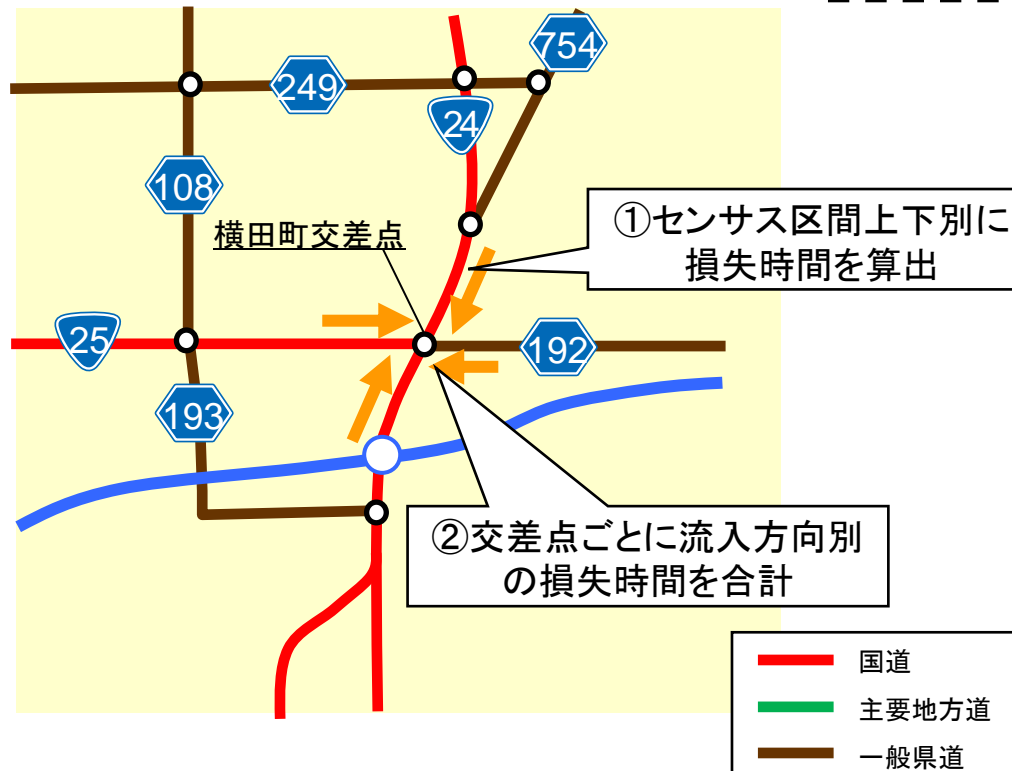 754
249
24
108
横田町交差点
①センサス区間上下別に
損失時間を算出
25
192
193
②交差点ごとに流入方向別
の損失時間を合計
国道
主要地方道
一般県道